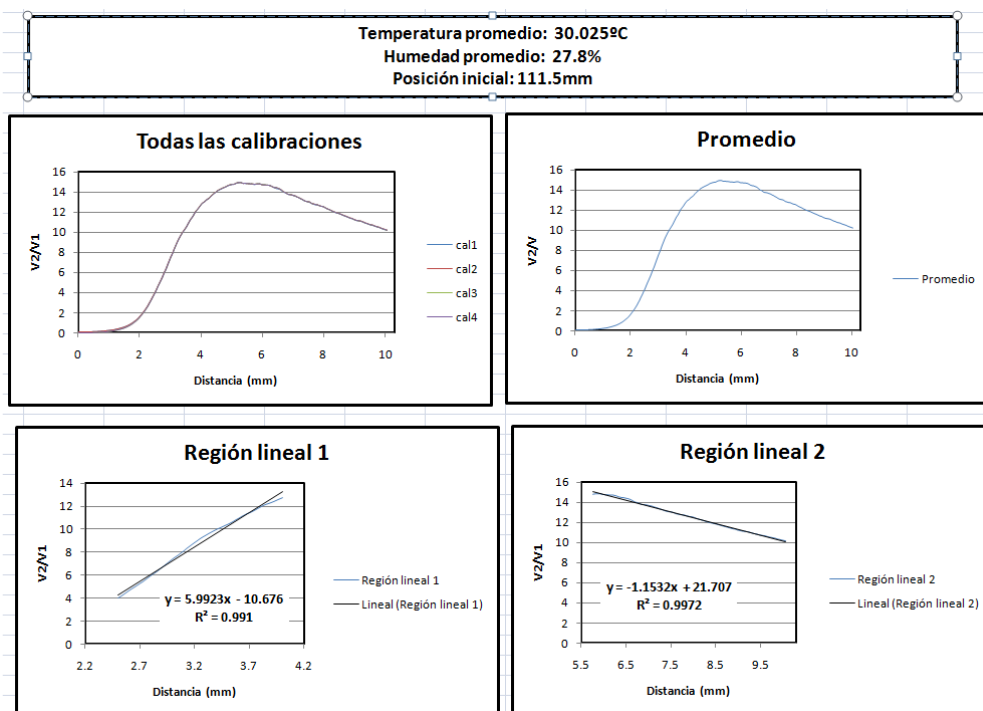 Temperatura promedio: 30.025ºC
Humedad promedio: 27.8%
Posición inicial: 111.5mm
Todas las calibraciones
16
14
12
10
8
6
4
2
0
V2/V1
0 2 4 6 8 10
Distancia (mm)
cal1
cal2
cal3
cal4
Promedio
16
14
12
10
8
6
4
2
0
V2/V
0 2 4 6 8 10
Distancia (mm)
Promedio
Región lineal 1
14
12
10
8
6
4
2
0
V2/V1
y = 5.9923x - 10.676
R² = 0.991
2.2 2.7 3.2 3.7 4.2
Distancia (mm)
Región lineal 1
Lineal (Región lineal 1)
Región lineal 2
16
14
12
10
8
6
4
2
0
V2/V1
y = -1.1532x + 21.707
R² = 0.9972
5.5 6.5 7.5 8.5 9.5
Distancia (mm)
Región lineal 2
Lineal (Región lineal 2)